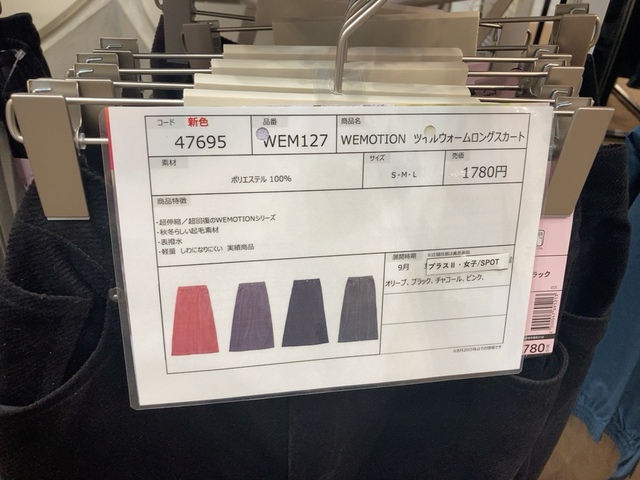 コード 新色
47695
品番
WEM127
商品名
WEMOTION ツイルウォームロングスカート
素材
ポリエステル 100%
サイズ
S・M・L
売価
1780円
商品特徴
・超伸縮／超回復のWEMOTIONシリーズ
・秋冬らしい起毛素材
・表撥水
・軽量 しわになりにくい 実績商品
展開時期
9月
プラスⅡ・女子/SPOT
オリーブ、ブラック、チャコール、ピンク、
ラック
780円